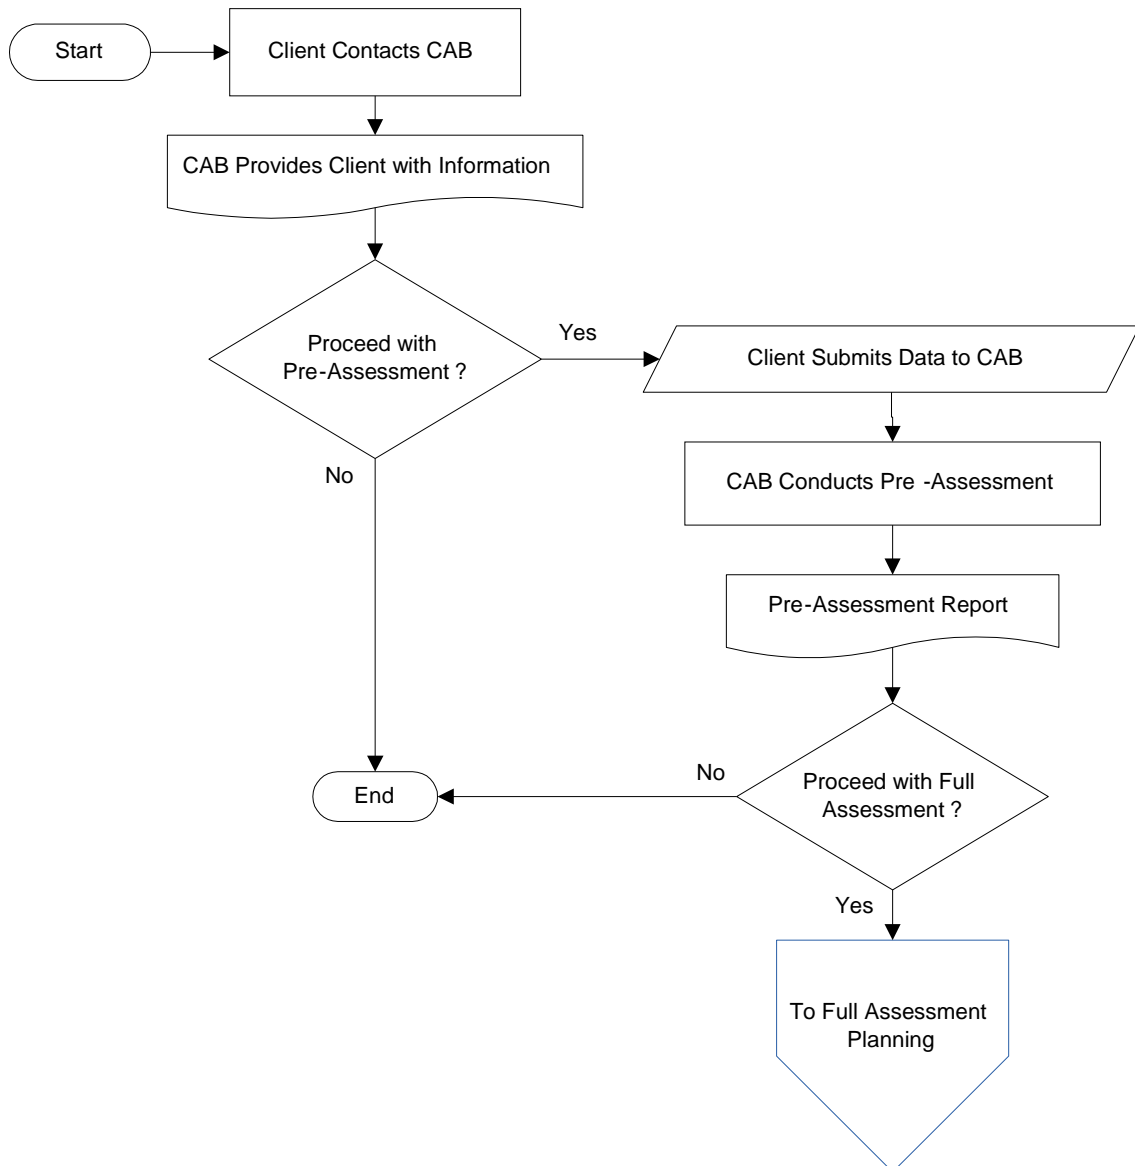 Start
Client Contacts CAB
CAB Provides Client with Information
Proceed with
Pre-Assessment ?
Yes
Client Submits Data to CAB
No
CAB Conducts Pre -Assessment
Pre-Assessment Report
Proceed with Full
Assessment ?
No
End
Yes
To Full Assessment
Planning